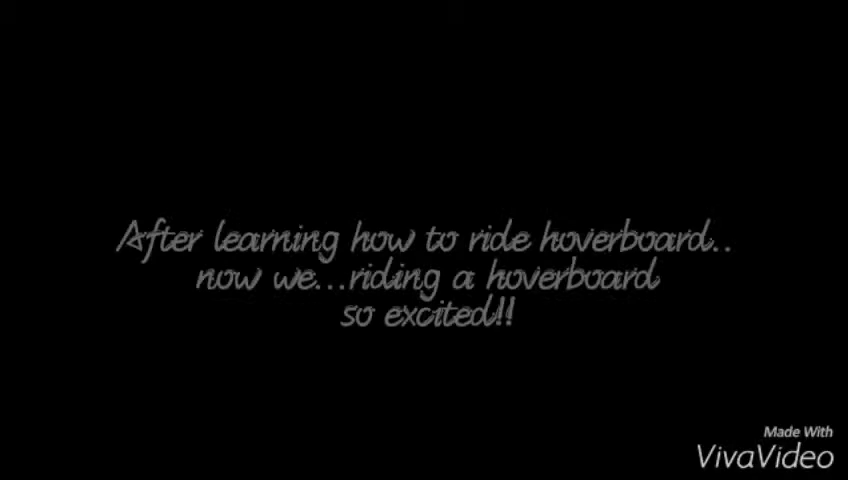 After learning how to ride hoverboard..
now we...riding a hoverboard
so excited!!
Made With
VivaVideo